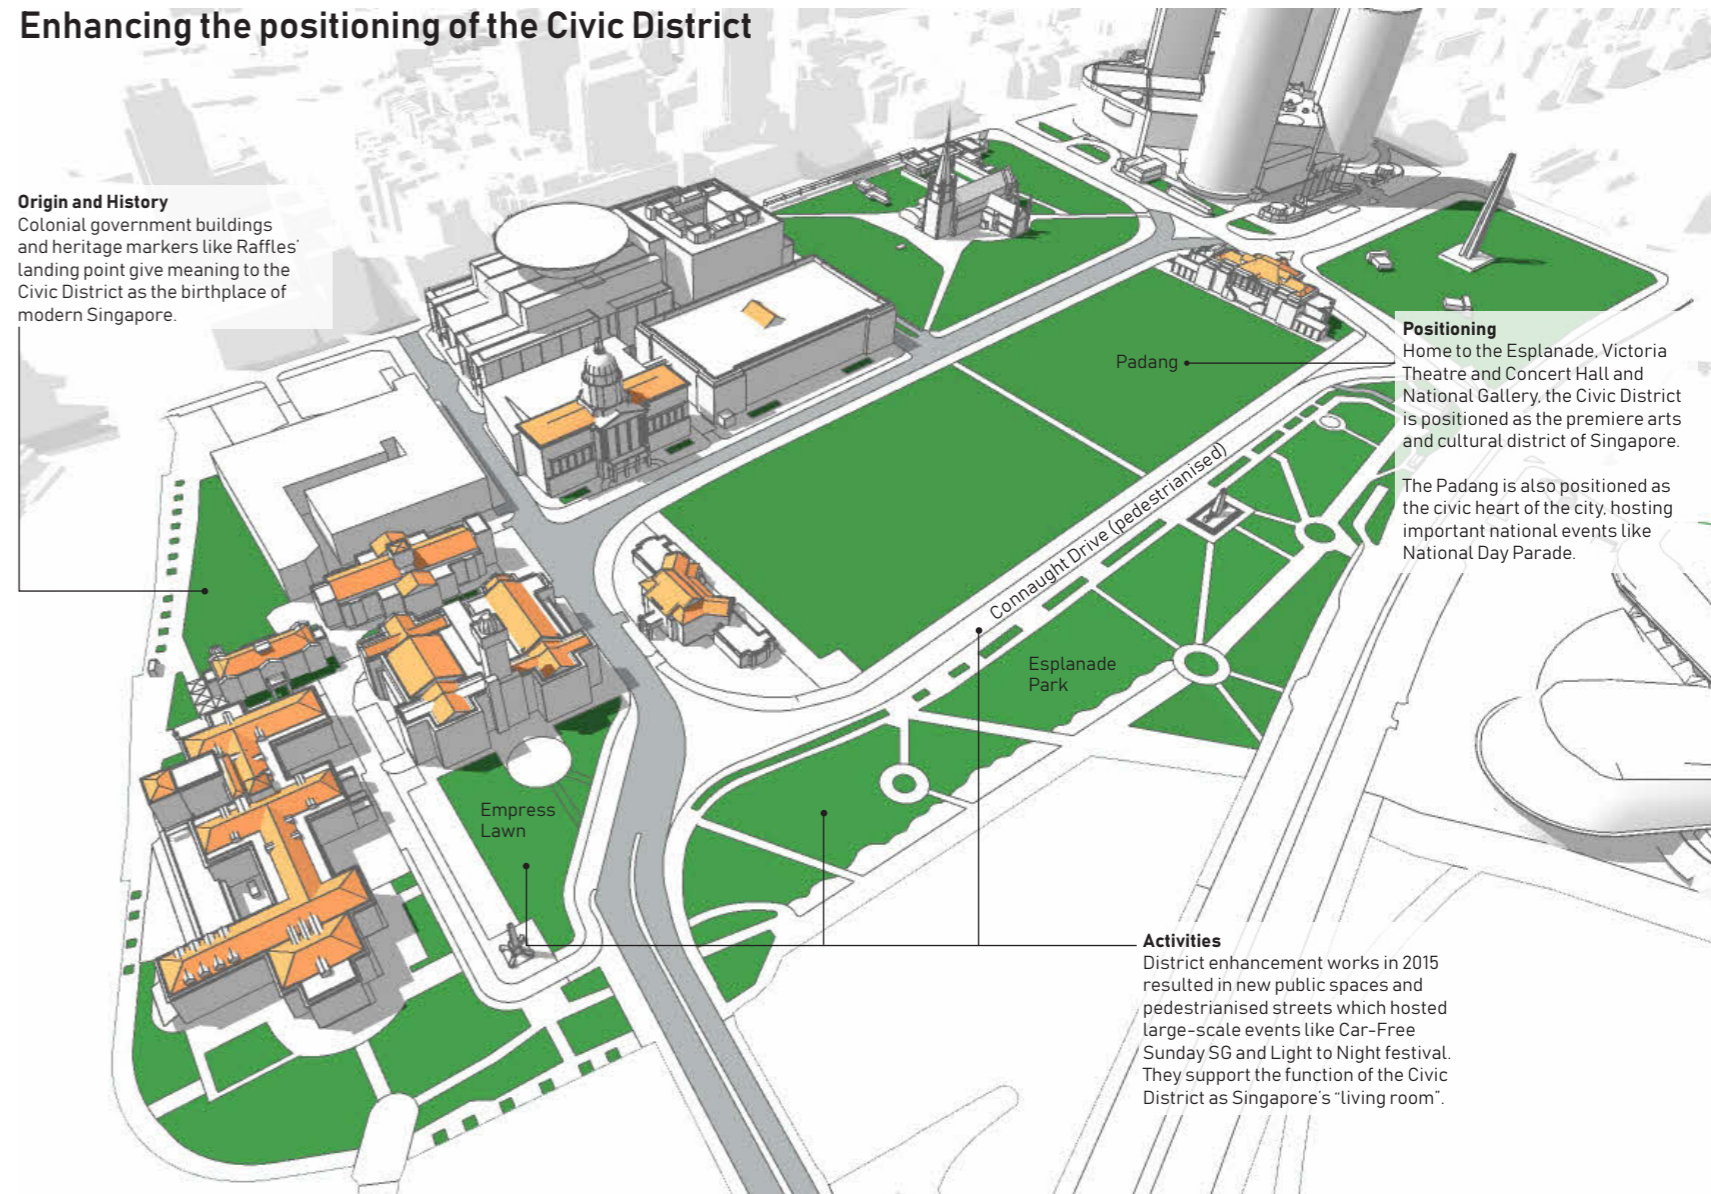 Enhancing the positioning of the Civic District
Origin and History
Colonial government buildings
and heritage markers like Raffles'
landing point give meaning to the
Civic District as the birthplace of
modern Singapore.
Padang
Positioning
Home to the Esplanade, Victoria
Theatre and Concert Hall and
National Gallery, the Civic District
is positioned as the premiere arts
and cultural district of Singapore.
The Padang is also positioned as
the civic heart of the city, hosting
important national events like
National Day Parade.
Connaught Drive (pedestrianised)
Esplanade
Park
Empress
Lawn
Activities
District enhancement works in 2015
resulted in new public spaces and
pedestrianised streets which hosted
large-scale events like Car-Free
Sunday SG and Light to Night festival.
They support the function of the Civic
District as Singapore's "living room".